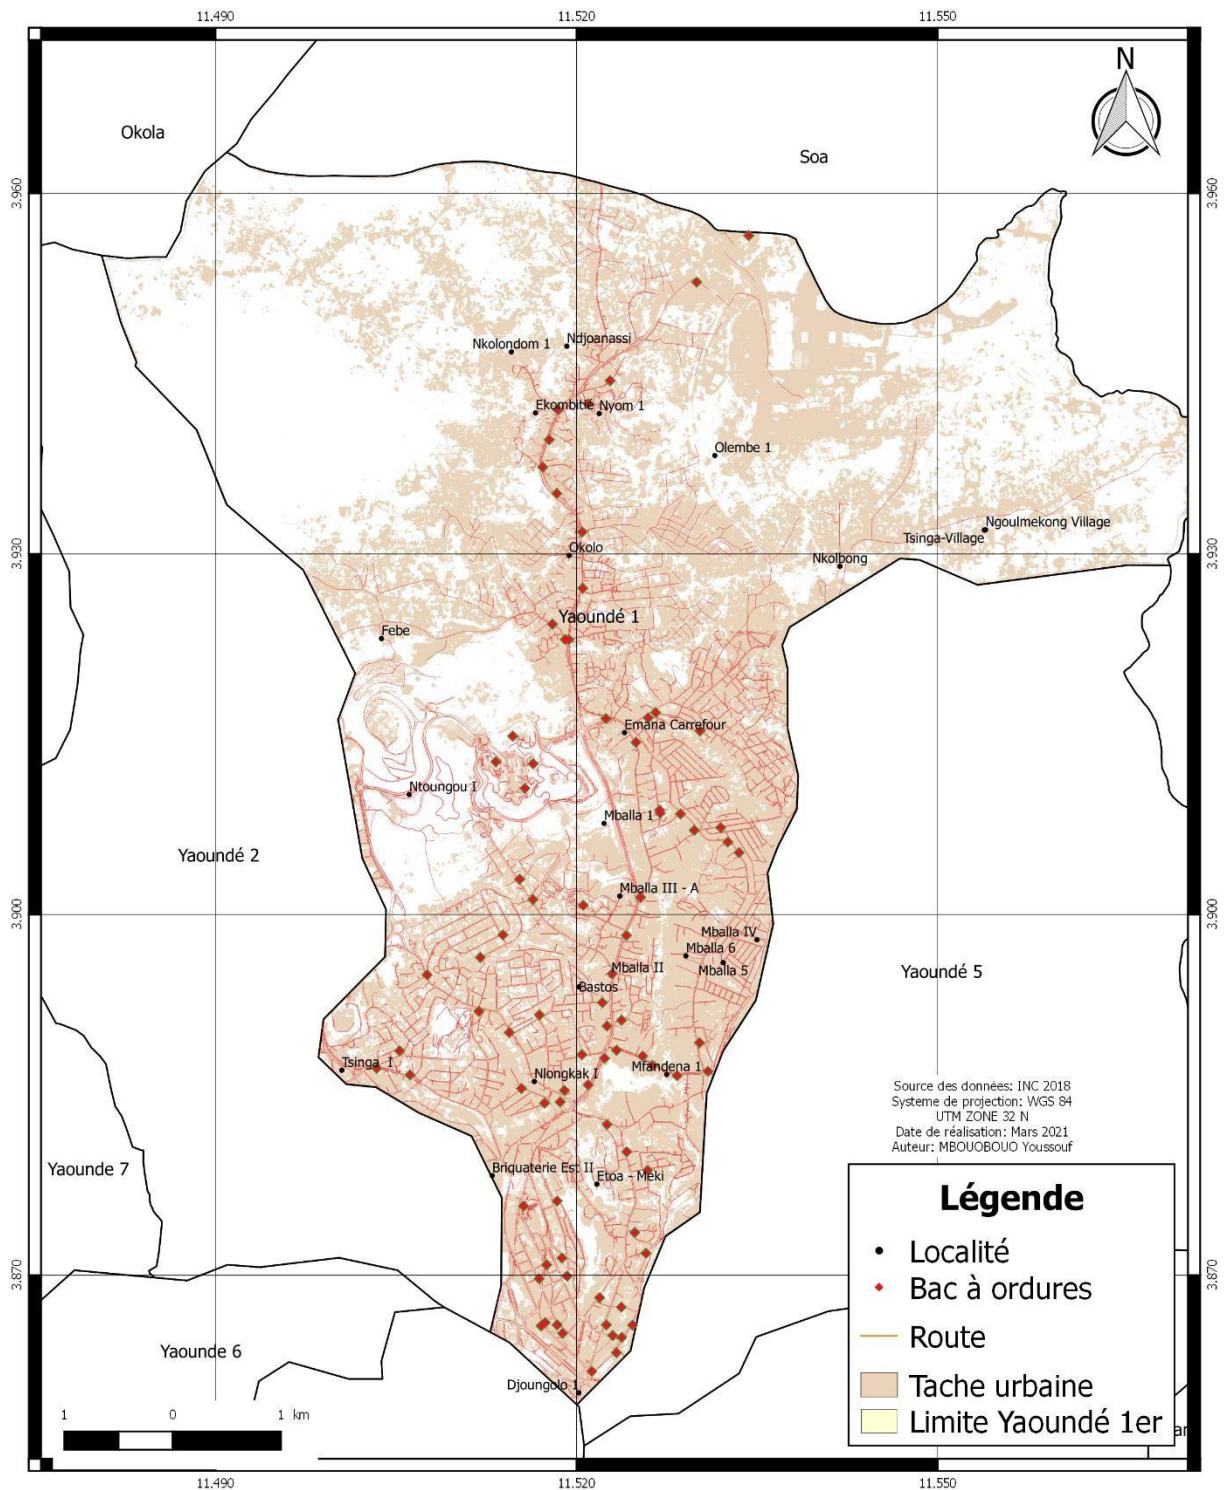 11.490
11.520
11.550
N
Okola
Soa
3.960
3.960
Nkolondom 1
Ndjoanassi
Ekombitie
Nyom 1
Olembe 1
Ngoulmekong Village
Tsinga-Village
3.930
3.930
Okolo
Nkolbong
Yaoundé 1
Febe
Emana Carrefour
Ntoungou I
Mballa 1
Yaoundé 2
Mballa III - A
3.900
3.900
Mballa IV
Mballa 6
Mballa 5
Mballa II
Yaoundé 5
Bastos
Tsinga I
Nlongkak I
Mfandena 1
Source des données: INC 2018
Systeme de projection: WGS 84
UTM ZONE 32 N
Date de réalisation: Mars 2021
Auteur: MBOUOBOUO Youssouf
Yaounde 7
Briquaterie Est II
Etoa - Meki
Légende
Localité
Bac à ordures
Route
Tache urbaine
Limite Yaoundé 1er
3.870
3.870
Yaounde 6
Djoungolo 1
1 0 1 km
11.490
11.520
11.550